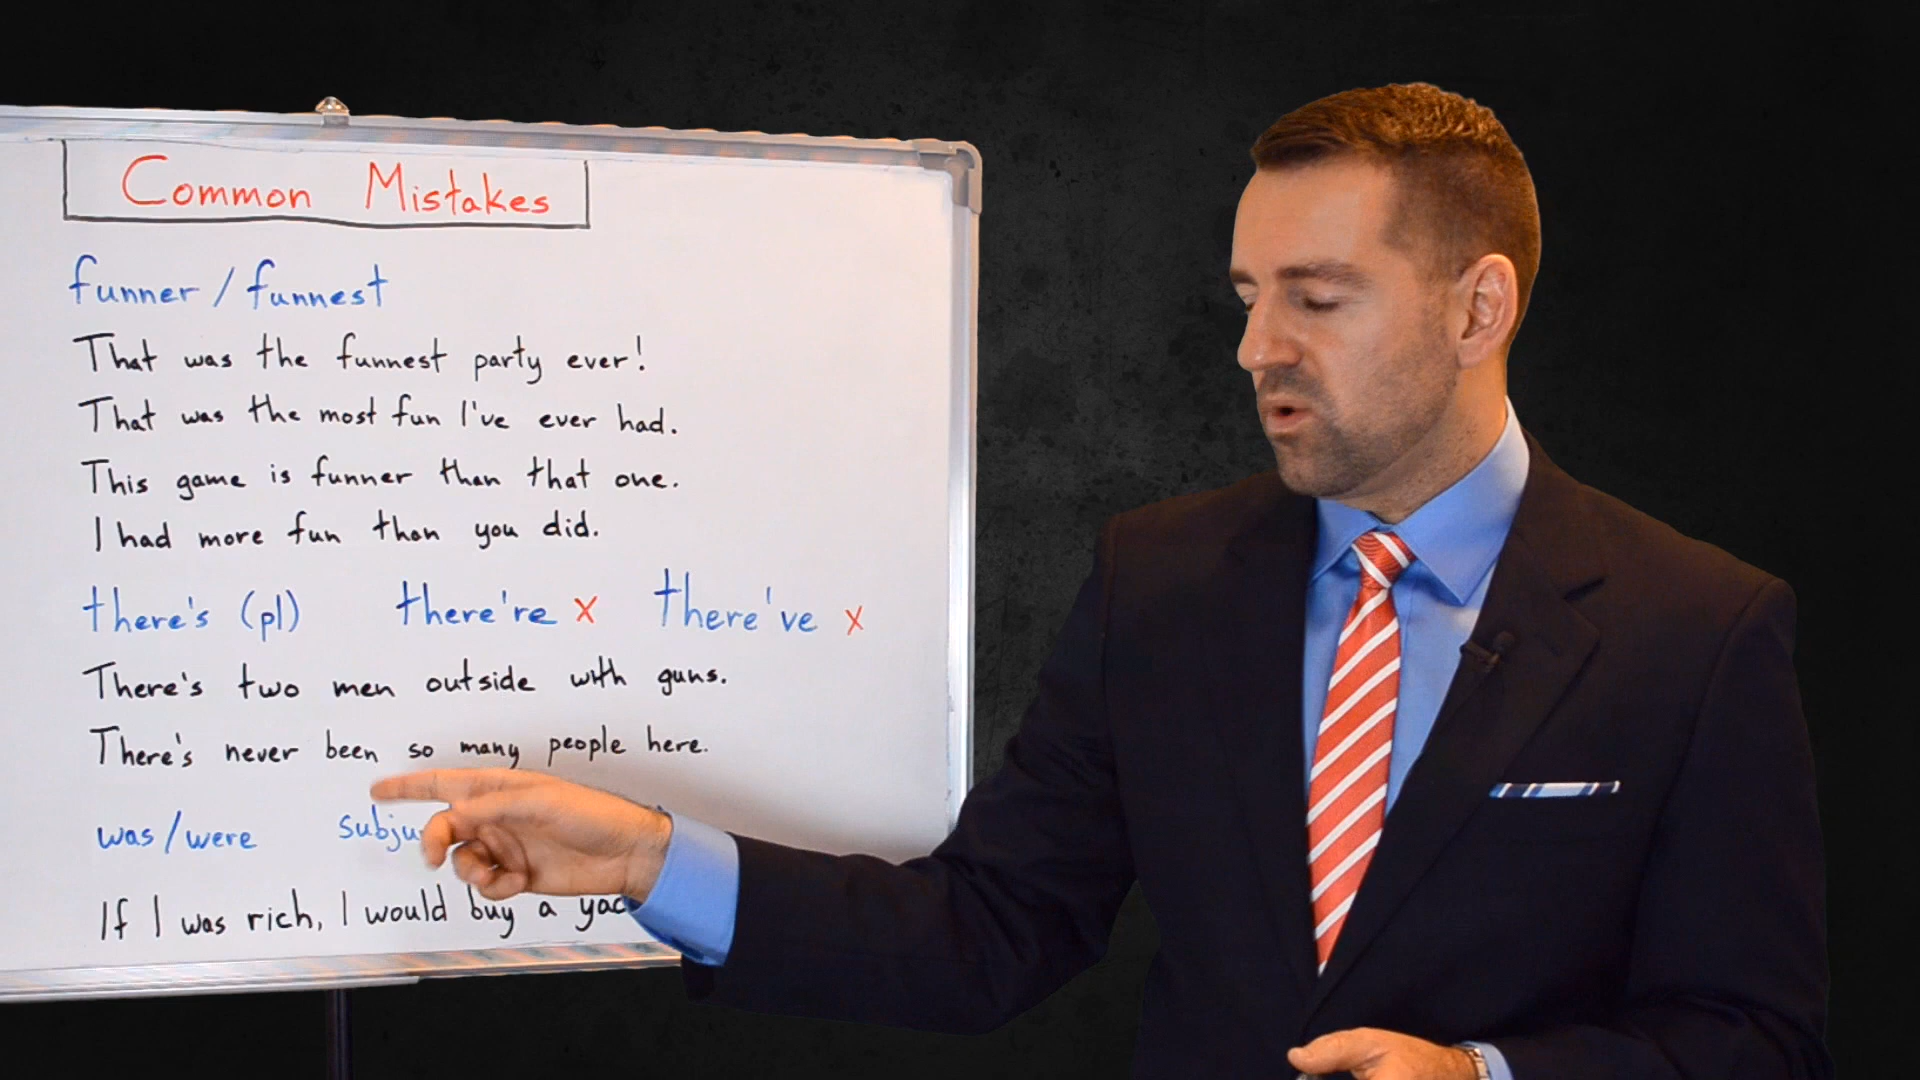 Common Mistakes
funner / funnest
That was the funnest party ever!
That was the most fun I've ever had.
This game is funner than that one.
I had more fun than you did.
there's (pl) there're x there've x
There's two men outside with guns.
There's never been so many people here.
was/were
If I was rich, I would buy a